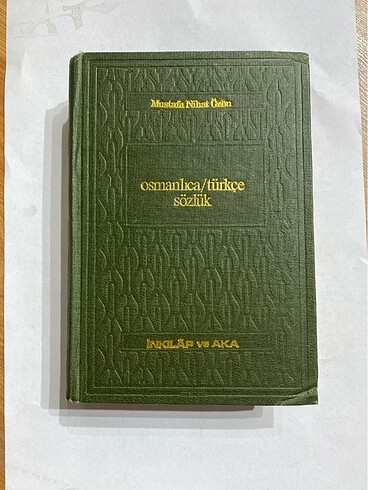 Mustafa Nihat Özön
osmanlıca/türkçe
sözlük
İNKILÂP ve AKA